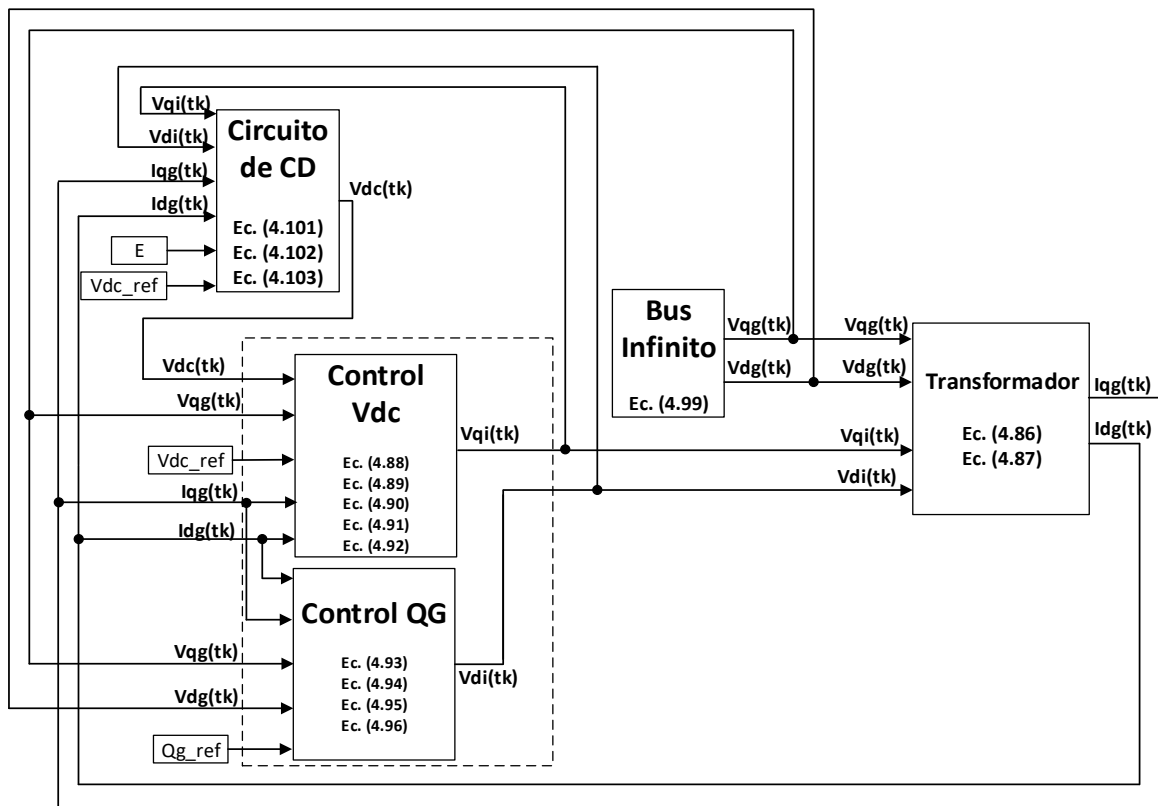 Vqi(tk)
Vdi(tk)
Iqg(tk)
Idg(tk)
E
Vdc_ref
Circuito
de CD
Ec. (4.101)
Ec. (4.102)
Ec. (4.103)
Vdc(tk)
Vdc(tk)
Vqg(tk)
Vdc_ref
Iqg(tk)
Idg(tk)
Control
Vdc
Ec. (4.88)
Ec. (4.89)
Ec. (4.90)
Ec. (4.91)
Ec. (4.92)
Vqi(tk)
Vqg(tk)
Vdg(tk)
Qg_ref
Control QG
Ec. (4.93)
Ec. (4.94)
Ec. (4.95)
Ec. (4.96)
Vdi(tk)
Bus
Infinito
Ec. (4.99)
Vqg(tk)
Vdg(tk)
Vqg(tk)
Vdg(tk)
Vqi(tk)
Vdi(tk)
Transformador
Ec. (4.86)
Ec. (4.87)
Iqg(tk)
Idg(tk)